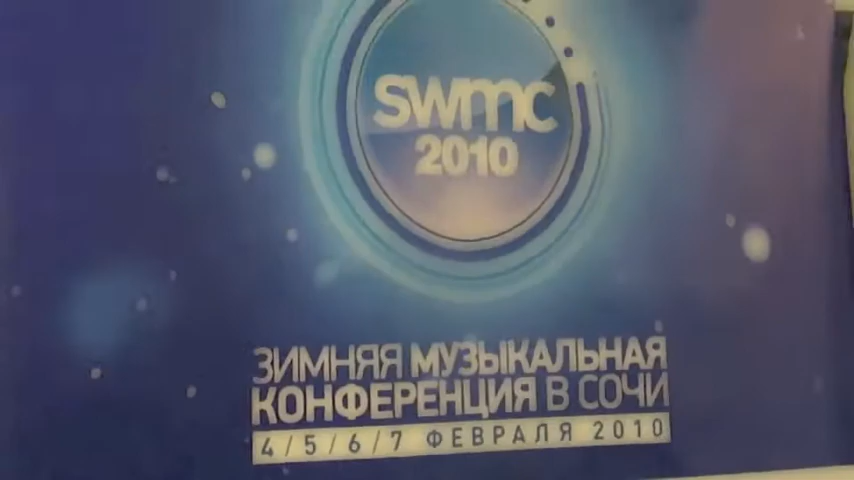 SWMC
2010
ЗИМНЯЯ МУЗЫКАЛЬНАЯ
КОНФЕРЕНЦИЯ В СОЧИ
4/5/6/7 ФЕВРАЛЯ 2010